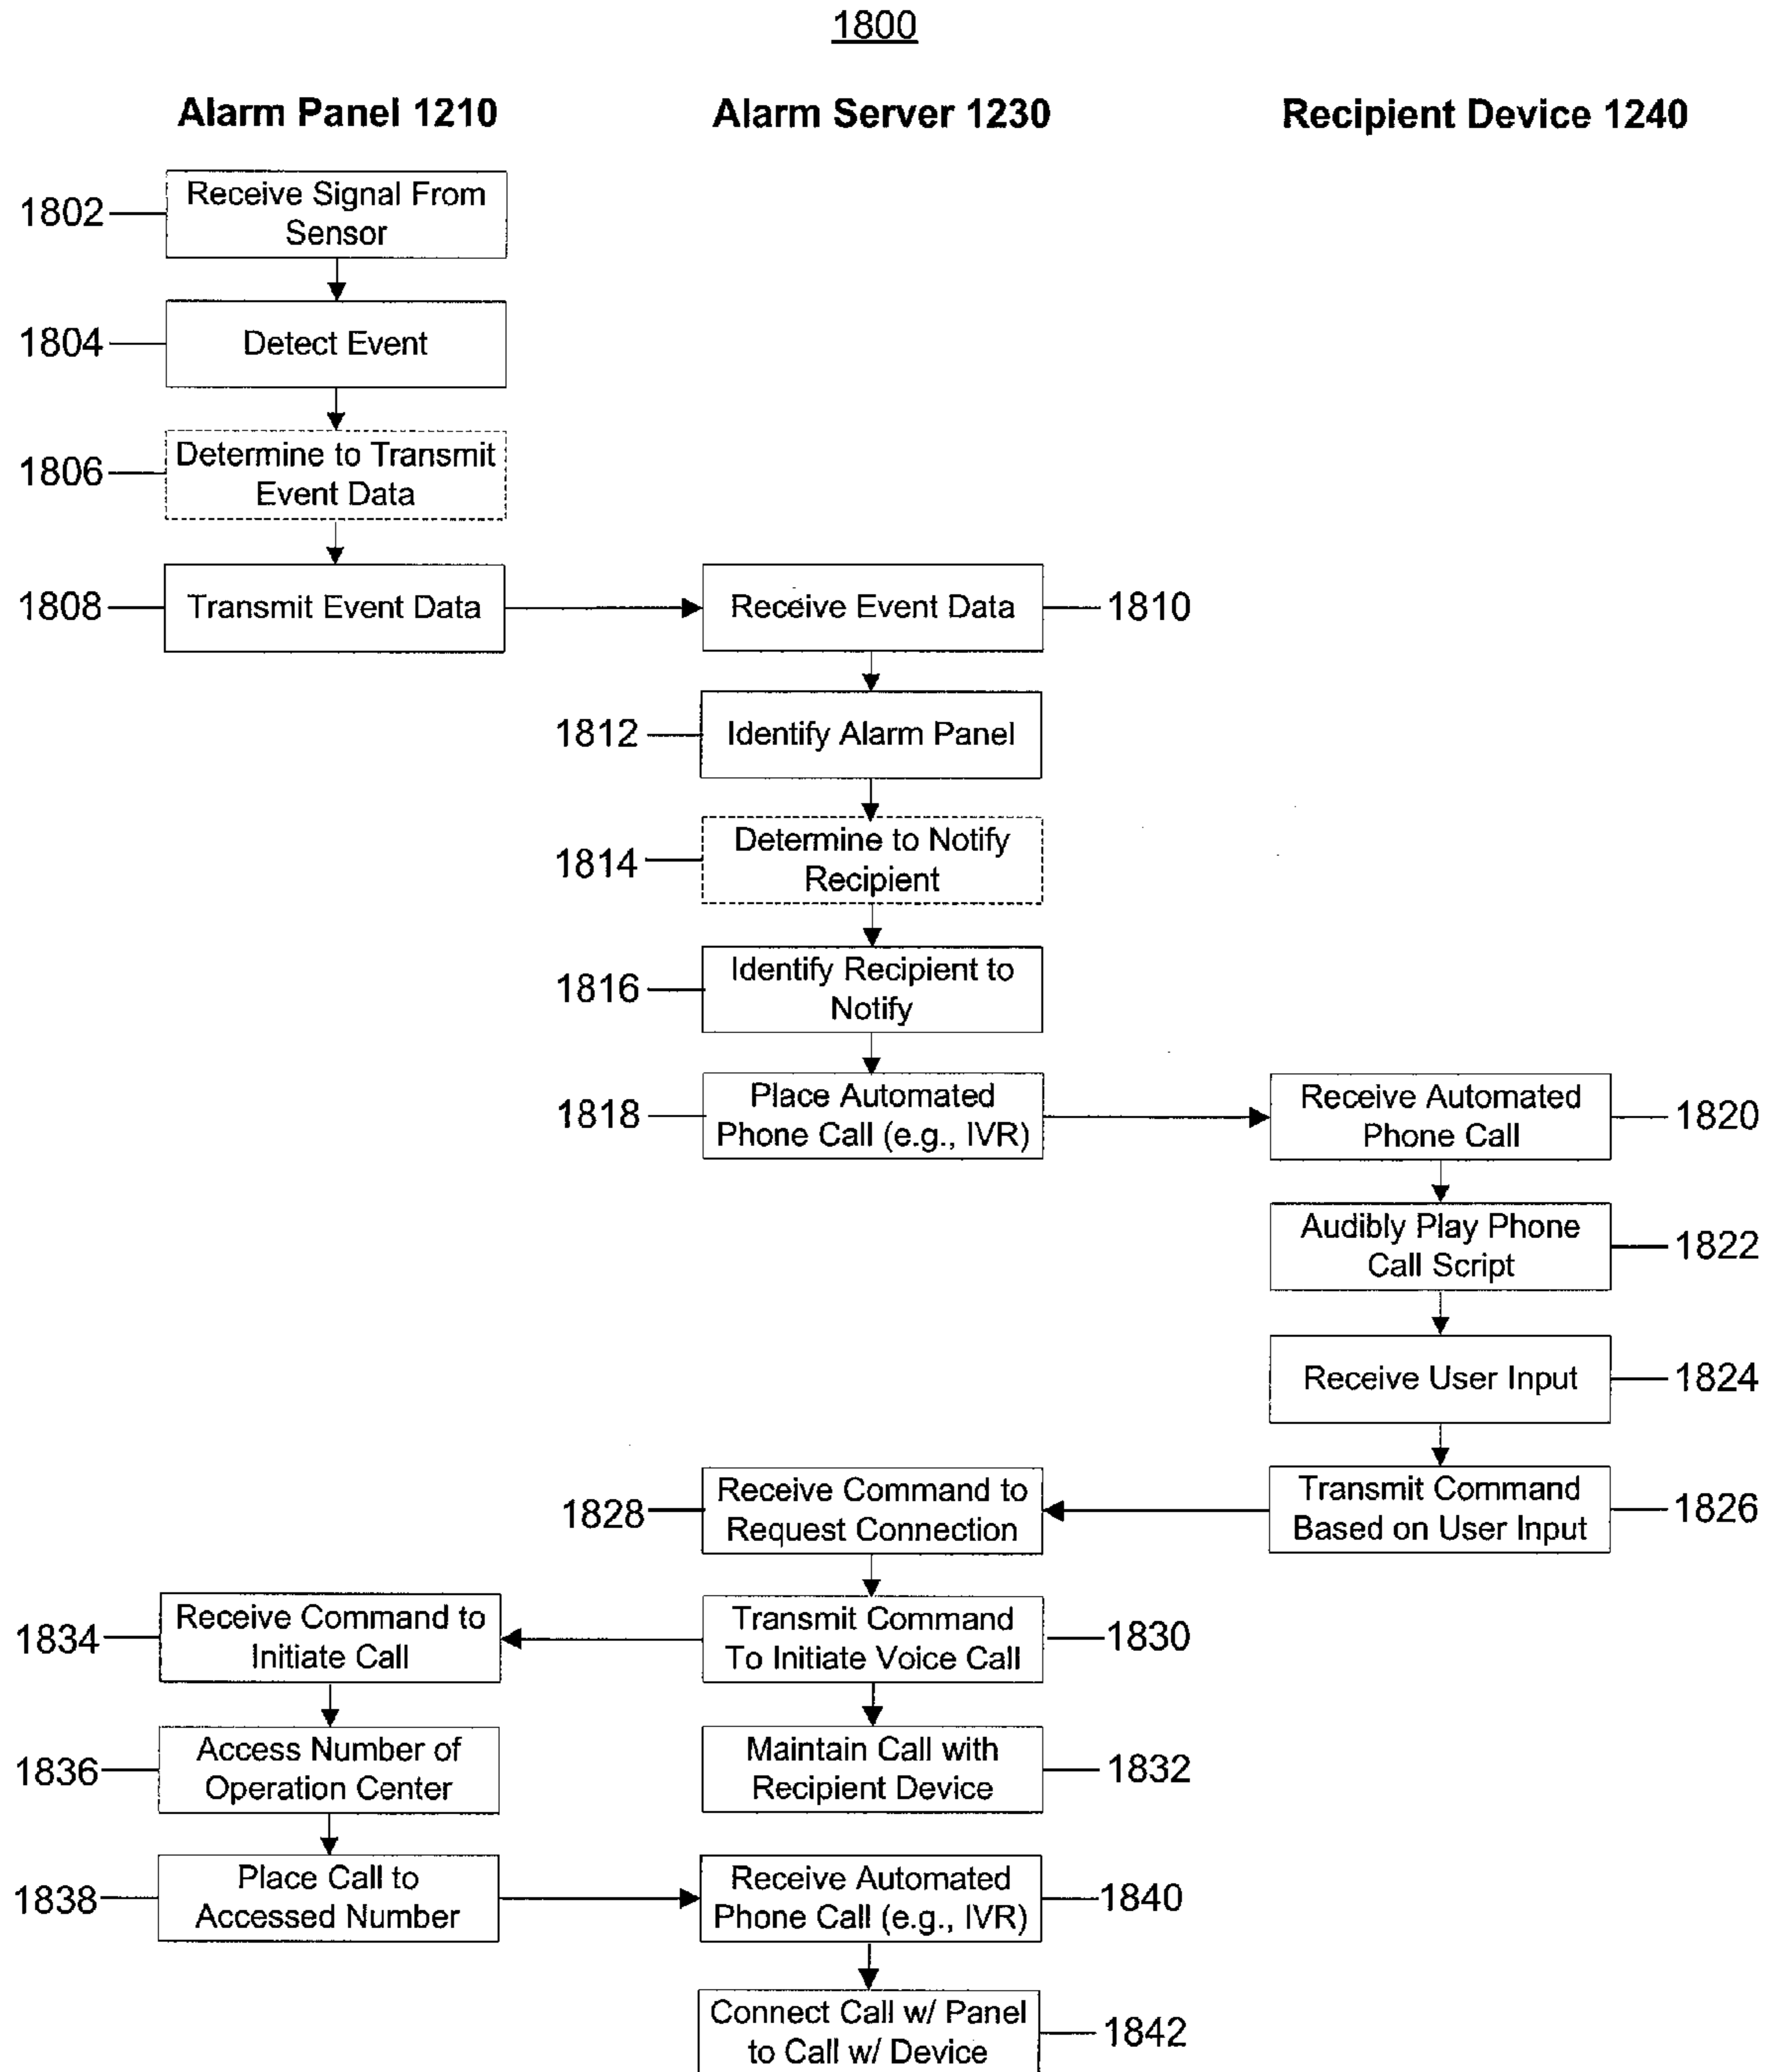 1800
Alarm Panel 1210
Alarm Server 1230
Recipient Device 1240
1802
Receive Signal From
Sensor
1804
Detect Event
1806
Determine to Transmit
Event Data
1808
Transmit Event Data
Receive Event Data
1810
1812
Identify Alarm Panel
1814
Determine to Notify
Recipient
1816
Identify Recipient to
Notify
1818
Place Automated
Phone Call (e.g., IVR)
Receive Automated
Phone Call
1820
Audibly Play Phone
Call Script
1822
Receive User Input
1824
Transmit Command
Based on User Input
1826
1828
Receive Command to
Request Connection
Transmit Command
To Initiate Voice Call
1830
1834
Receive Command to
Initiate Call
Maintain Call with
Recipient Device
1832
1836
Access Number of
Operation Center
1838
Place Call to
Accessed Number
Receive Automated
Phone Call (e.g., IVR)
1840
Connect Call w/ Panel
to Call w/ Device
1842